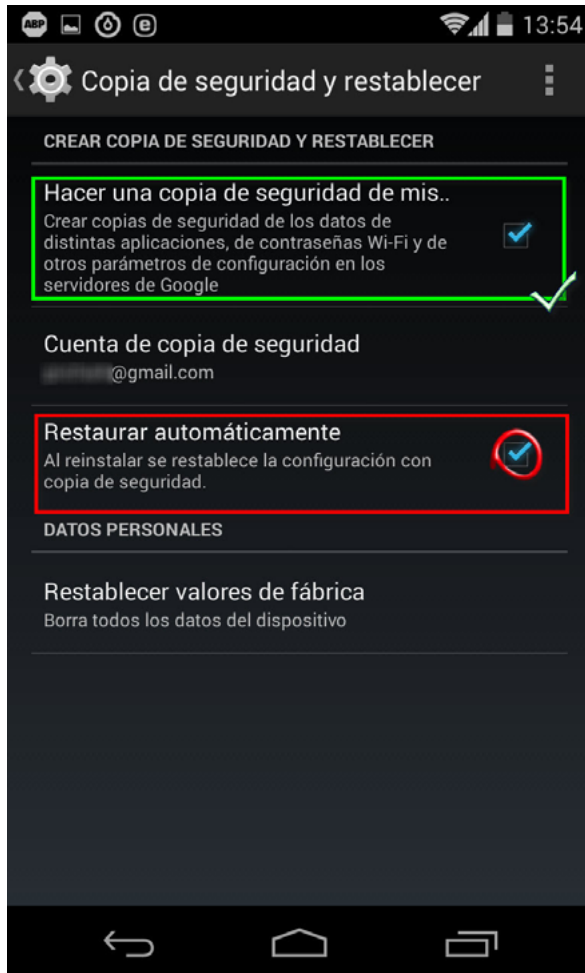 ABP
13:54
Copia de seguridad y restablecer
CREAR COPIA DE SEGURIDAD Y RESTABLECER
Hacer una copia de seguridad de mis..
Crear copias de seguridad de los datos de
distintas aplicaciones, de contraseñas Wi-Fi y de
otros parámetros de configuración en los
servidores de Google
Cuenta de copia de seguridad
@gmail.com
Restaurar automáticamente
Al reinstalar se restablece la configuración con
copia de seguridad.
DATOS PERSONALES
Restablecer valores de fábrica
Borra todos los datos del dispositivo